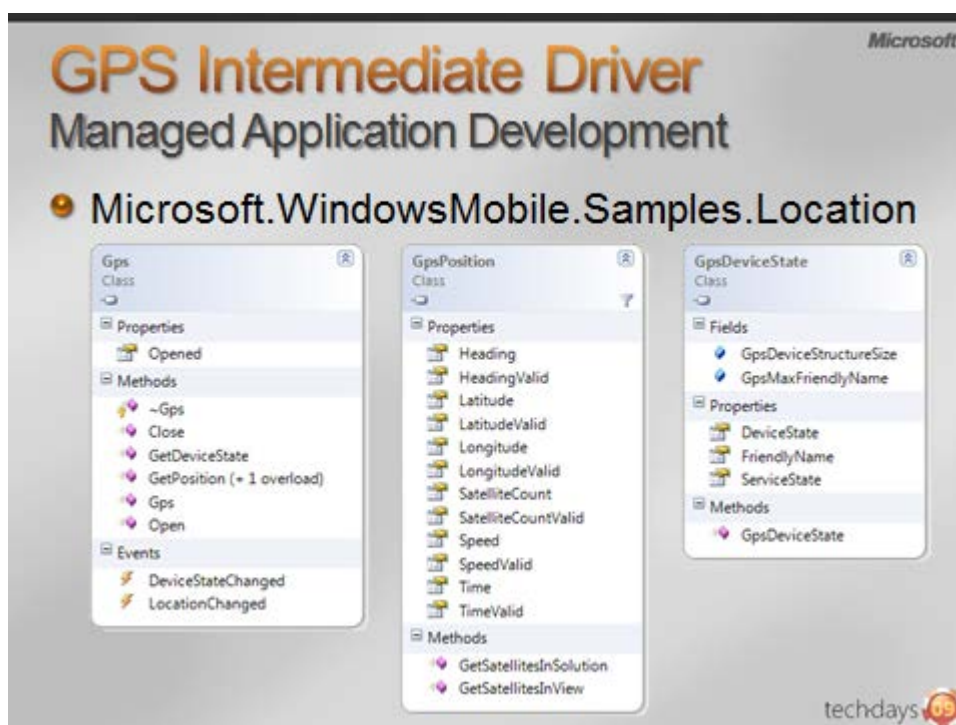 Microsoft
GPS Intermediate Driver
Managed Application Development
Microsoft.WindowsMobile.Samples.Location
Gps
Class
Properties
Opened
Methods
~Gps
Close
GetDeviceState
GetPosition (+ 1 overload)
Gps
Open
Events
DeviceStateChanged
LocationChanged
GpsPosition
Class
Properties
Heading
HeadingValid
Latitude
LatitudeValid
Longitude
LongitudeValid
SatelliteCount
SatelliteCountValid
Speed
SpeedValid
Time
TimeValid
Methods
GetSatellitesInSolution
GetSatellitesInView
GpsDeviceState
Class
Fields
GpsDeviceStructureSize
GpsMaxFriendlyName
Properties
DeviceState
FriendlyName
ServiceState
Methods
GpsDeviceState
techdays 09